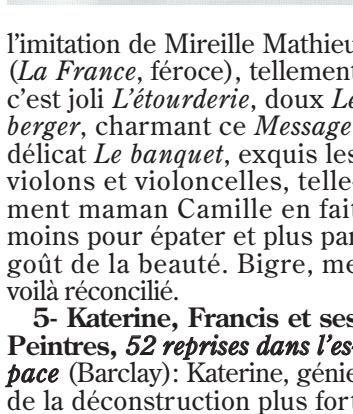 l’imitation de Mireille Mathieu
(La France, féroce), tellement
c’est joli L’étourderie, doux Le
berger, charmant ce Message
délicat Le banquet, exquis les
violons et violoncelles, telle-
ment maman Camille en fait
moins pour épater et plus par
goût de la beauté. Bigre, me
voilà réconcilié.
5- Katerine, Francis et ses
Peintres, 52 reprises dans l’es-
pace (Barclay): Katerine, génie
de la déconstruction plus fort